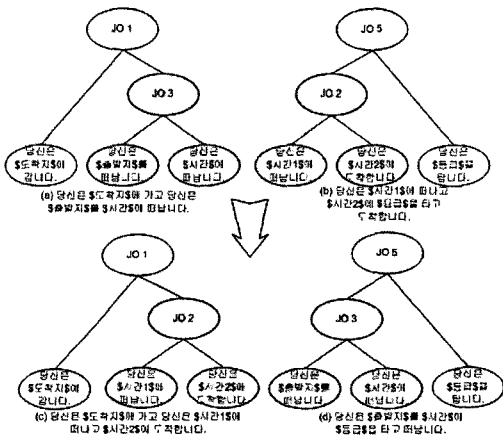 JO 1
JO 5
JO 3
JO 2
당신은
$도착지$에
갑니다.
당신은
$출발지$를
떠납니다.
당신은
$시간$에
떠납니다
당신은
$시간1$에
떠납니다.
당신은
$시간2$에
도착합니다.
당신은
$등급$을
탑니다.
(a) 당신은 $도착지$에 가고 당신은
$출발지$를 $시간$에 떠납니다.
(b) 당신은 $시간1$에 떠나고
$시간2$에 $등급$을 타고
도착합니다.
JO 1
JO 5
JO 2
JO 3
당신은
$도착지$에
갑니다.
당신은
$시간1$에
떠납니다.
당신은
$시간2$에
도착합니다.
당신은
$출발지$를
떠납니다.
당신은
$시간$에
떠납니다.
당신은
$등급$을
탑니다.
(c) 당신은 $도착지$에 가고 당신은 $시간1$에
떠나고 $시간2$에 도착합니다.
(d) 당신은 $출발지$를 $시간$에
$등급$을 타고 떠납니다.